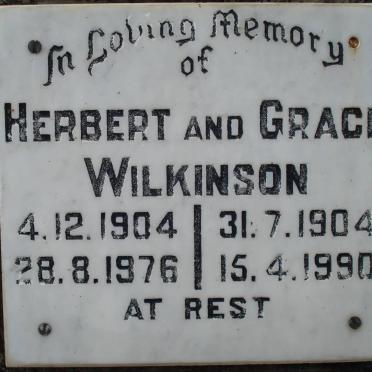 In Loving Memory
of
HERBERT AND GRACE
WILKINSON
4.12.1904 | 31.7.1904
28.8.1976 | 15.4.1990
AT REST